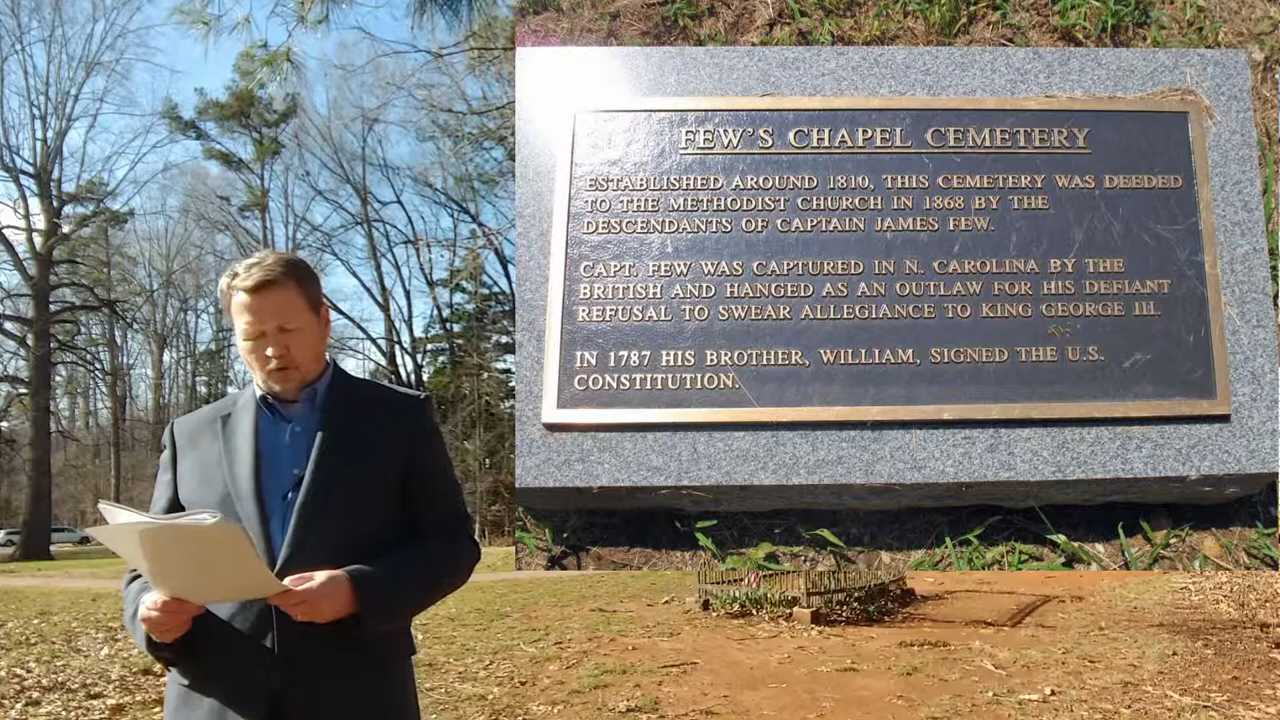 FEW'S CHAPEL CEMETERY
ESTABLISHED AROUND 1810, THIS CEMETERY WAS DEEDED
TO THE METHODIST CHURCH IN 1868 BY THE
DESCENDANTS OF CAPTAIN JAMES FEW.
CAPT. FEW WAS CAPTURED IN N. CAROLINA BY THE
BRITISH AND HANGED AS AN OUTLAW FOR HIS DEFIANT
REFUSAL TO SWEAR ALLEGIANCE TO KING GEORGE III.
IN 1787 HIS BROTHER, WILLIAM, SIGNED THE U.S.
CONSTITUTION.